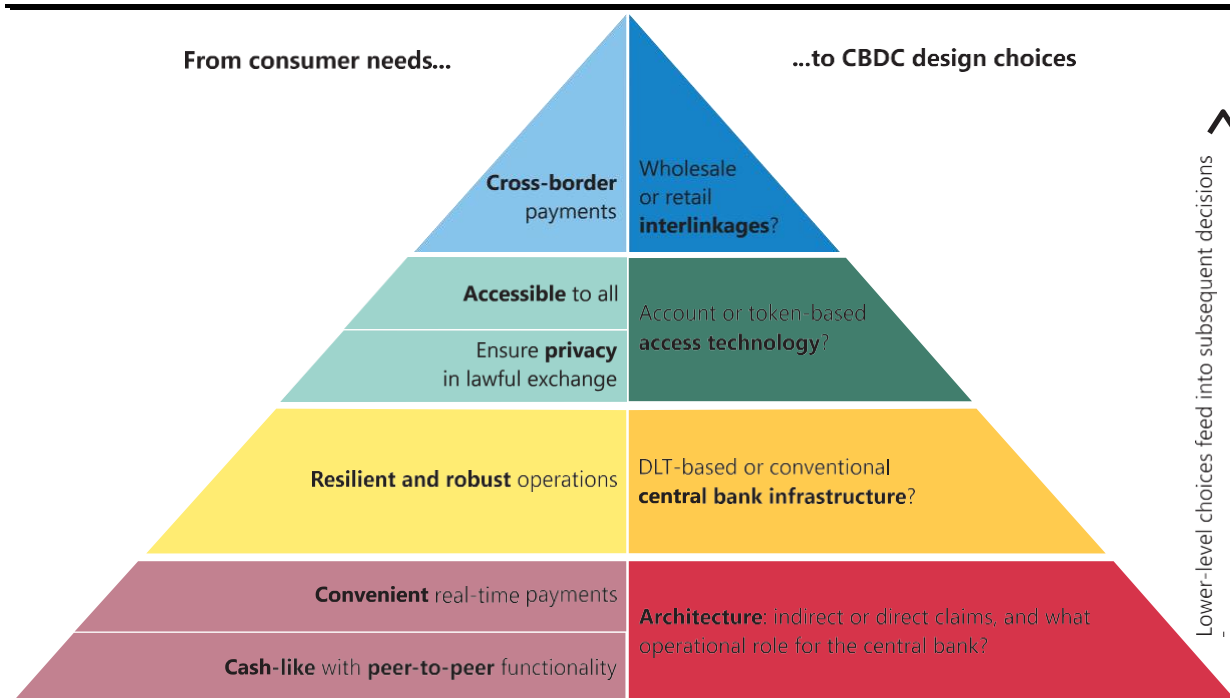 From consumer needs...
...to CBDC design choices
Cross-border
payments
Wholesale
or retail
interlinkages?
Accessible to all
Ensure privacy
in lawful exchange
Account or token-based
access technology?
Resilient and robust operations
DLT-based or conventional
central bank infrastructure?
Convenient real-time payments
Cash-like with peer-to-peer functionality
Architecture: indirect or direct claims, and what
operational role for the central bank?
Lower-level choices feed into subsequent decisions